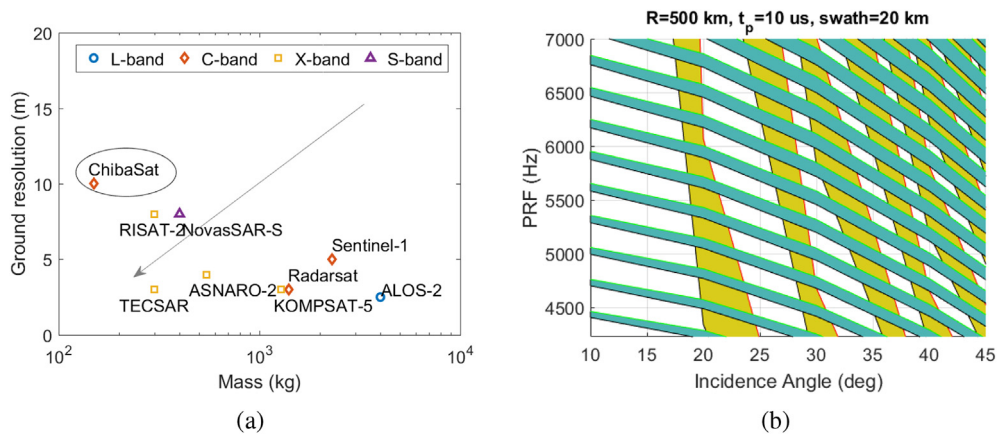 20
15
10
5
0
Ground resolution (m)
L-band C-band X-band S-band
ChibaSat
RISAT-2 NovasSAR-S
Sentinel-1
Radarsat
ASNARO-2 ALOS-2
TECSAR KOMPSAT-5
10^2 10^3 10^4
Mass (kg)
(a)
R=500 km, t_p=10 us, swath=20 km
7000
6500
6000
5500
5000
4500
PRF (Hz)
10 15 20 25 30 35 40 45
Incidence Angle (deg)
(b)